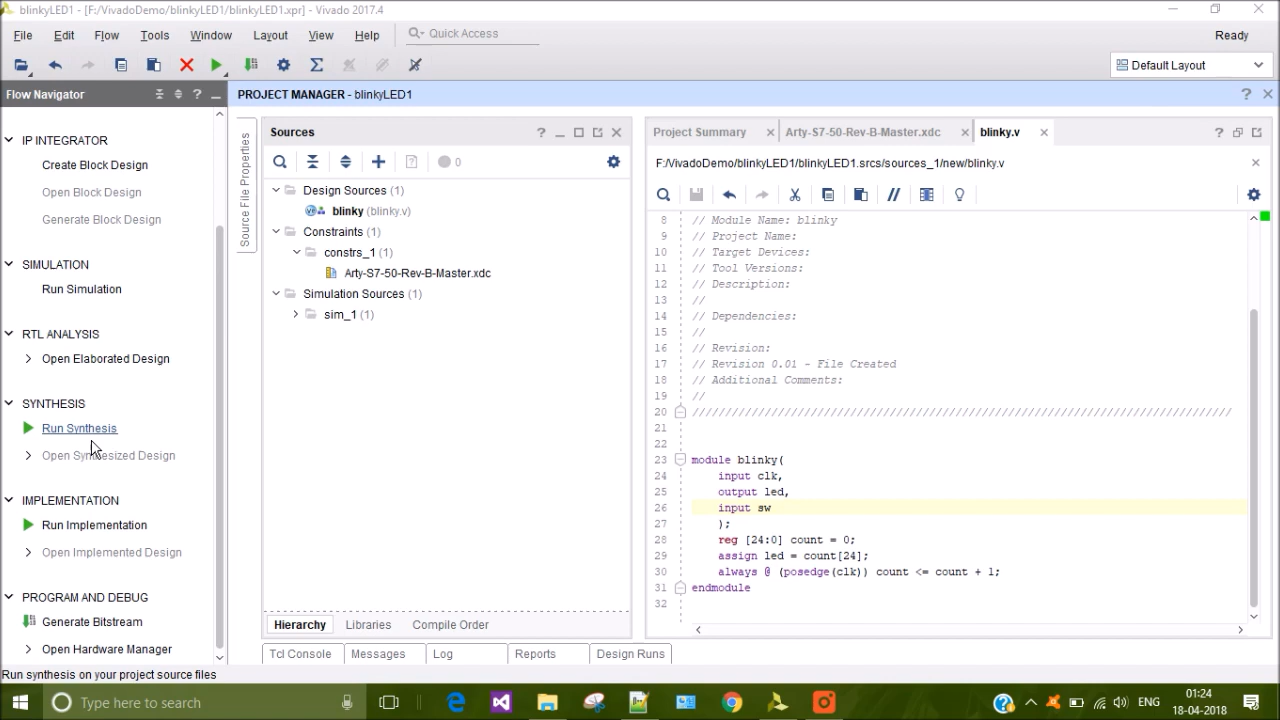 blinkyLED1 - [F:/VivadoDemo/blinkyLED1/blinkyLED1.xpr] - Vivado 2017.4
File Edit Flow Tools Window Layout View Help Quick Access Ready
Default Layout
Flow Navigator
PROJECT MANAGER - blinkyLED1
IP INTEGRATOR
Create Block Design
Open Block Design
Generate Block Design
SIMULATION
Run Simulation
RTL ANALYSIS
Open Elaborated Design
SYNTHESIS
Run Synthesis
Open Synthesized Design
IMPLEMENTATION
Run Implementation
Open Implemented Design
PROGRAM AND DEBUG
Generate Bitstream
Open Hardware Manager
Source File Properties
Sources
0
Design Sources (1)
blinky (blinky.v)
Constraints (1)
constrs_1 (1)
Arty-S7-50-Rev-B-Master.xdc
Simulation Sources (1)
sim_1 (1)
Hierarchy Libraries Compile Order
Project Summary Arty-S7-50-Rev-B-Master.xdc blinky.v
F:/VivadoDemo/blinkyLED1/blinkyLED1.srcs/sources_1/new/blinky.v
8 // Module Name: blinky
9 // Project Name:
10 // Target Devices:
11 // Tool Versions:
12 // Description:
13 //
14 // Dependencies:
15 //
16 // Revision:
17 // Revision 0.01 - File Created
18 // Additional Comments:
19 //
20 //////////////////////////////////////////////////////////////////////////////////
21
22
23 module blinky(
24 input clk,
25 output led,
26 input sw
27 );
28 reg [24:0] count = 0;
29 assign led = count[24];
30 always @ (posedge(clk)) count <= count + 1;
31 endmodule
32
Tcl Console Messages Log Reports Design Runs
Run synthesis on your project source files
Type here to search
ENG
01:24
18-04-2018